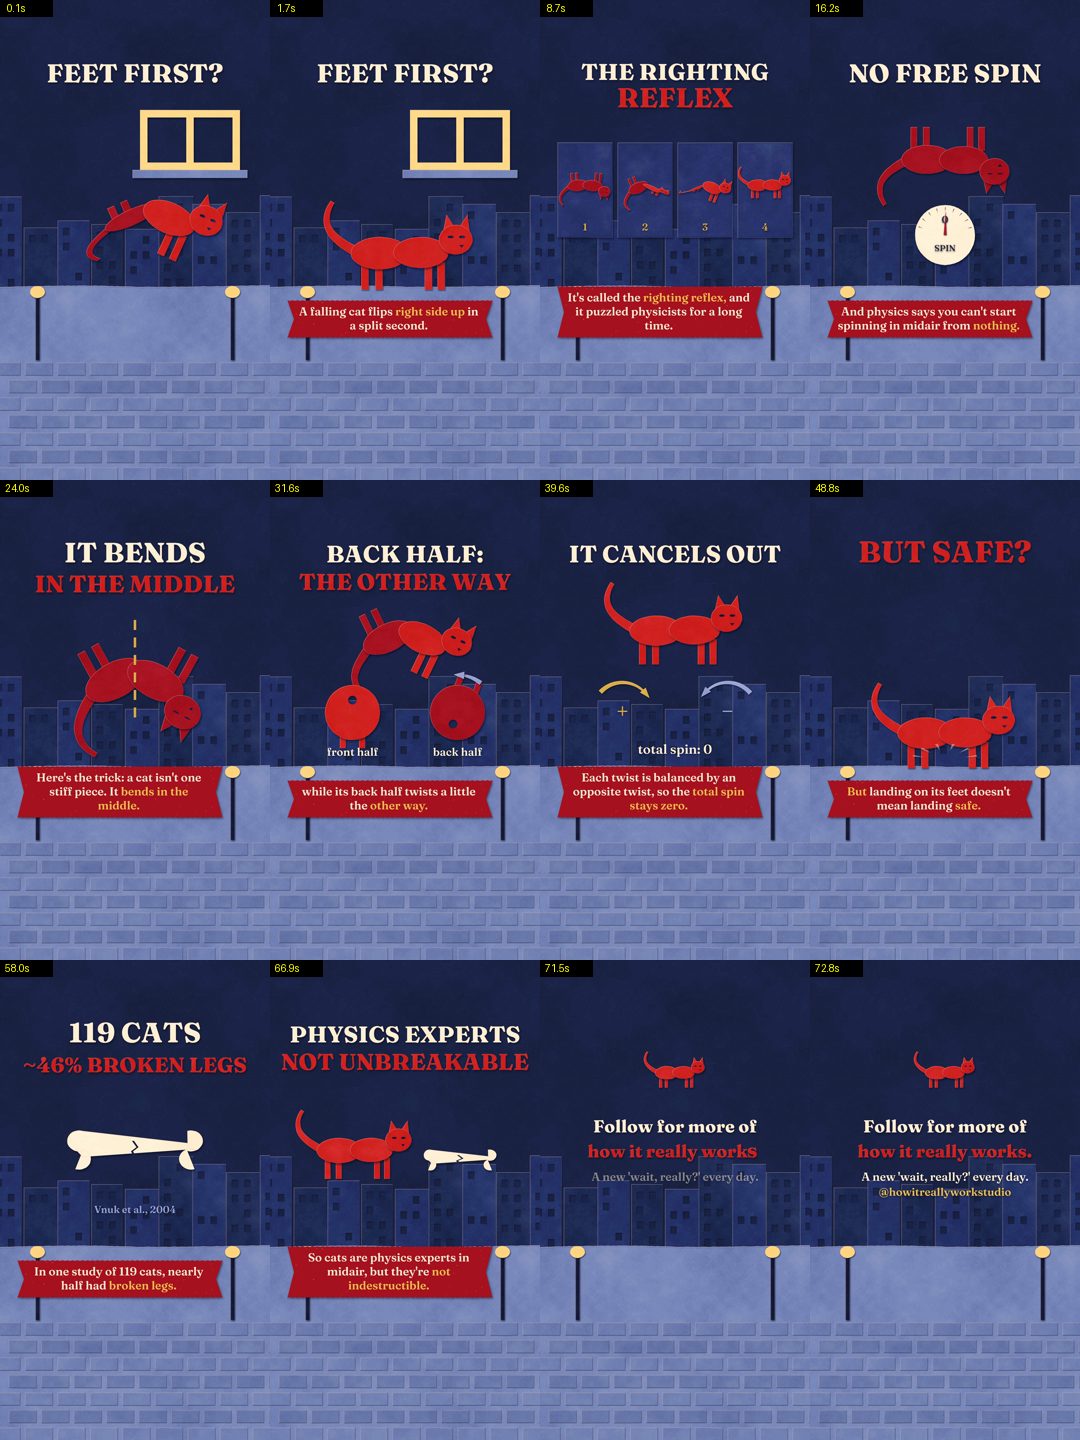 0.1s
FEET FIRST?
1.7s
FEET FIRST?
A falling cat flips right side up in
a split second.
8.7s
THE RIGHTING
REFLEX
1
2
3
4
It's called the righting reflex, and
it puzzled physicists for a long
time.
16.2s
NO FREE SPIN
0
SPIN
And physics says you can't start
spinning in midair from nothing.
24.0s
IT BENDS
IN THE MIDDLE
Here's the trick: a cat isn't one
stiff piece. It bends in the
middle.
31.6s
BACK HALF:
THE OTHER WAY
front half
back half
while its back half twists a little
the other way.
39.6s
IT CANCELS OUT
+
−
total spin: 0
Each twist is balanced by an
opposite twist, so the total spin
stays zero.
48.8s
BUT SAFE?
But landing on its feet doesn't
mean landing safe.
58.0s
119 CATS
~46% BROKEN LEGS
Vnuk et al., 2004
In one study of 119 cats, nearly
half had broken legs.
66.9s
PHYSICS EXPERTS
NOT UNBREAKABLE
So cats are physics experts in
midair, but they're not
indestructible.
71.5s
Follow for more of
how it really works
A new 'wait, really?' every day.
72.8s
Follow for more of
how it really works.
A new 'wait, really?' every day.
@howitreallyworkstudio